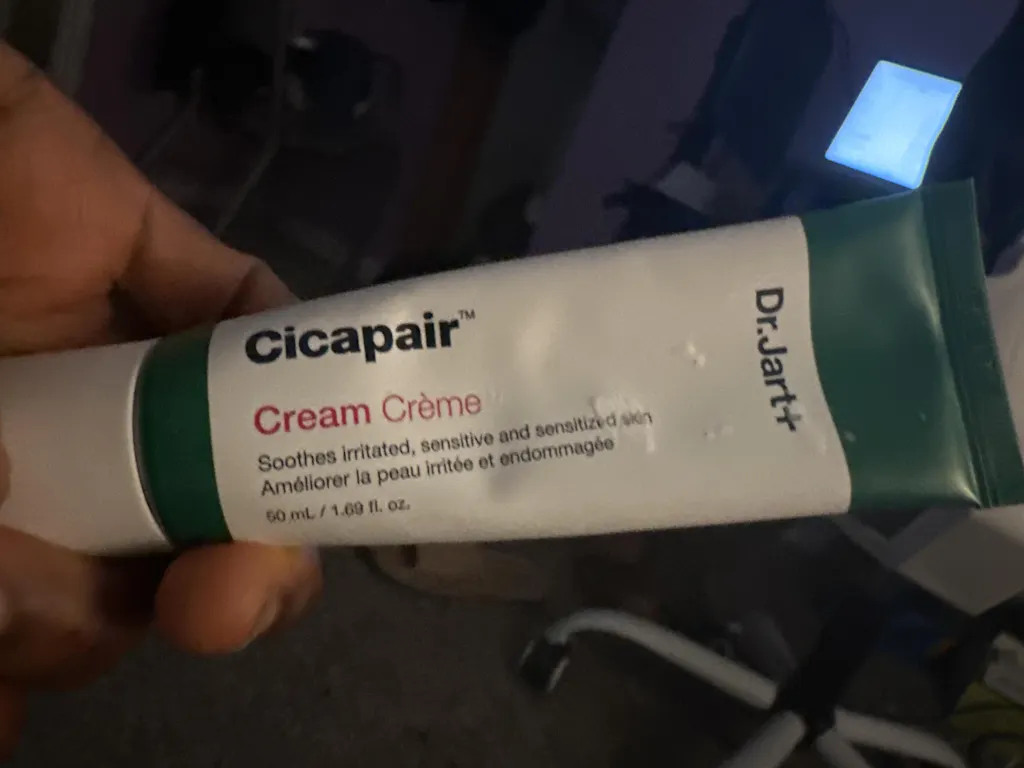 Cicapair™
Cream Crème
Soothes irritated, sensitive and sensitized skin
Améliorer la peau irritée et endommagée
50 mL / 1.69 fl. oz.
Dr.Jart+